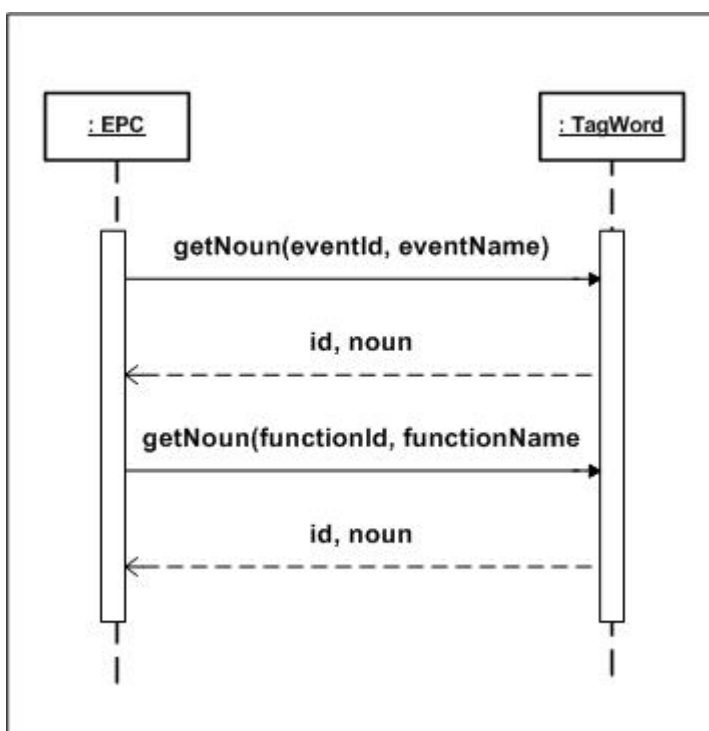 : EPC
: TagWord
getNoun(eventId, eventName)
id, noun
getNoun(functionId, functionName
id, noun